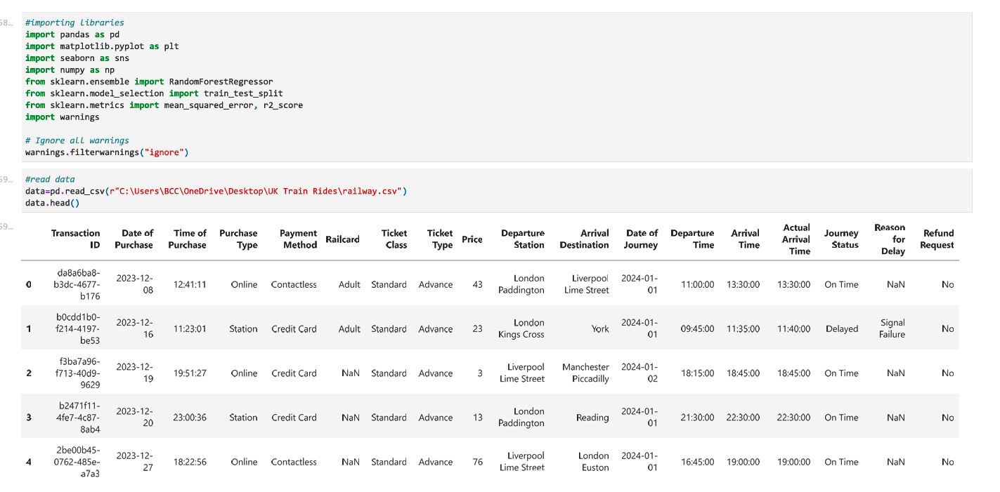 58...
#importing libraries
import pandas as pd
import matplotlib.pyplot as plt
import seaborn as sns
import numpy as np
from sklearn.ensemble import RandomForestRegressor
from sklearn.model_selection import train_test_split
from sklearn.metrics import mean_squared_error, r2_score
import warnings
# Ignore all warnings
warnings.filterwarnings("ignore")
59...
#read data
data=pd.read_csv(r"C:\Users\BCC\OneDrive\Desktop\UK Train Rides\railway.csv")
data.head()
59...
Transaction ID Date of Purchase Time of Purchase Purchase Type Payment Method Railcard Ticket Class Ticket Type Price Departure Station Arrival Destination Date of Journey Departure Time Arrival Time Actual Arrival Time Journey Status Reason for Delay Refund Request
0 da8a6ba8-b3dc-4677-b176 2023-12-08 12:41:11 Online Contactless Adult Standard Advance 43 London Paddington Liverpool Lime Street 2024-01-01 11:00:00 13:30:00 13:30:00 On Time NaN No
1 b0cdd1b0-f214-4197-be53 2023-12-16 11:23:01 Station Credit Card Adult Standard Advance 23 London Kings Cross York 2024-01-01 09:45:00 11:35:00 11:40:00 Delayed Signal Failure No
2 f3ba7a96-f713-40d9-9629 2023-12-19 19:51:27 Online Credit Card NaN Standard Advance 3 Liverpool Lime Street Manchester Piccadilly 2024-01-02 18:15:00 18:45:00 18:45:00 On Time NaN No
3 b2471f11-4fe7-4c87-8ab4 2023-12-20 23:00:36 Station Credit Card NaN Standard Advance 13 London Paddington Reading 2024-01-01 21:30:00 22:30:00 22:30:00 On Time NaN No
4 2be00b45-0762-485e-a7a3 2023-12-27 18:22:56 Online Contactless NaN Standard Advance 76 Liverpool Lime Street London Euston 2024-01-01 16:45:00 19:00:00 19:00:00 On Time NaN No